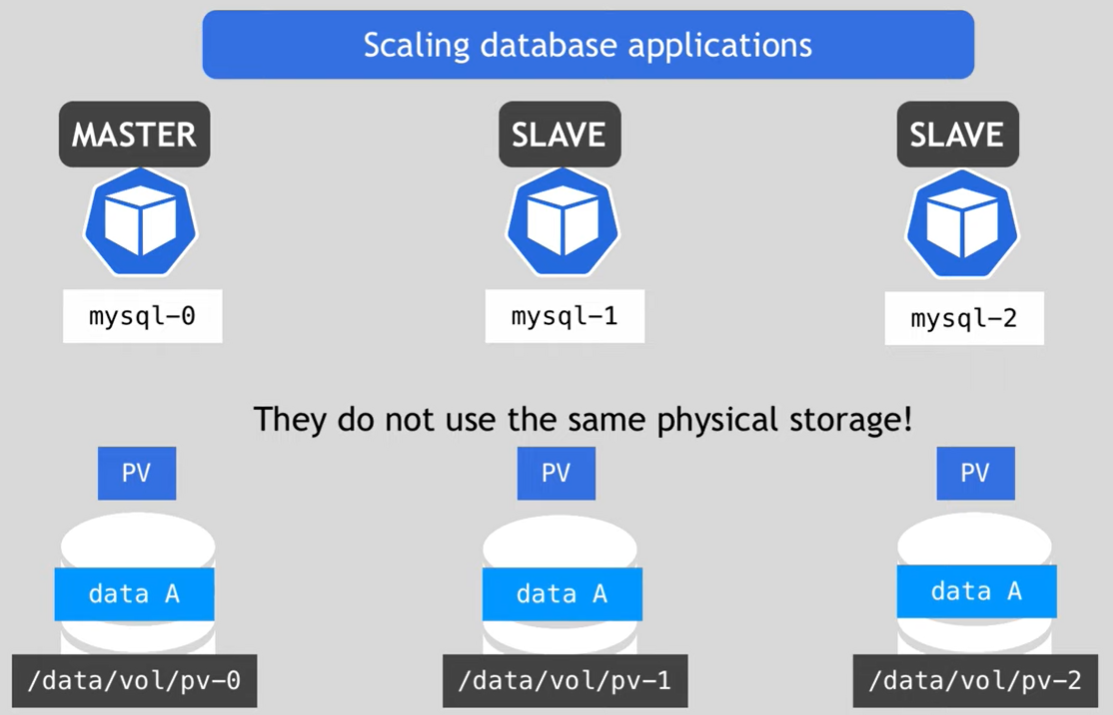 Scaling database applications
MASTER
SLAVE
SLAVE
mysql-0
mysql-1
mysql-2
They do not use the same physical storage!
PV
PV
PV
data A
data A
data A
/data/vol/pv-0
/data/vol/pv-1
/data/vol/pv-2